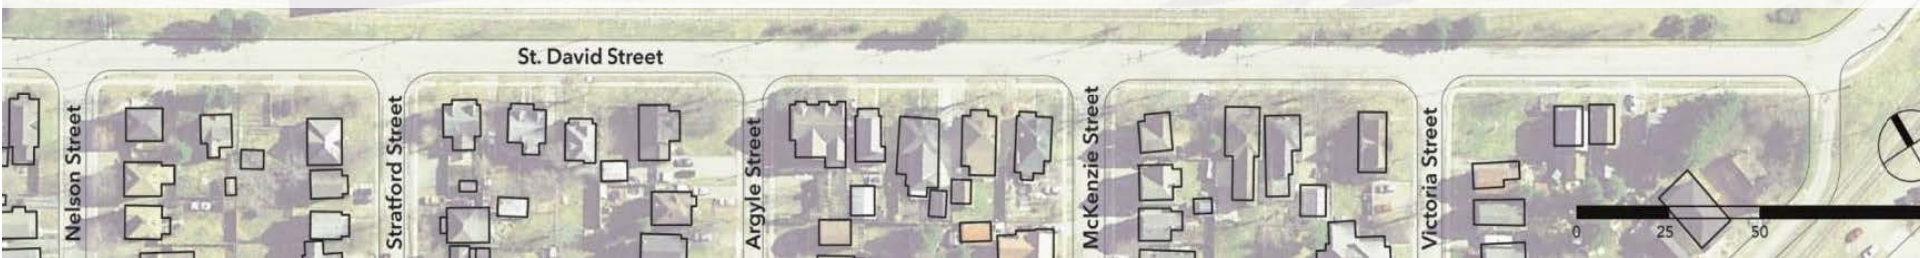 St. David Street
Nelson Street
Stratford Street
Argyle Street
McKenzie Street
Victoria Street
0 25 50